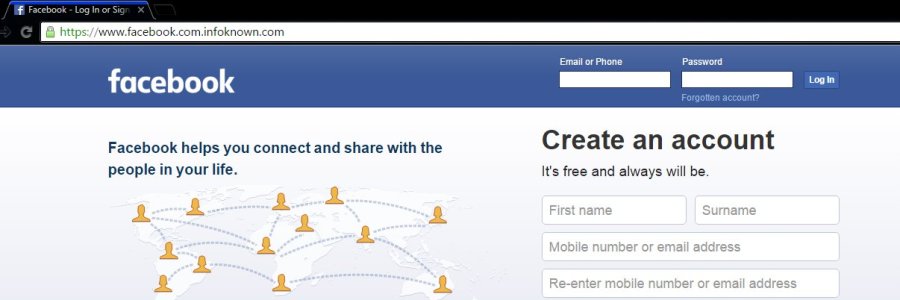 Facebook - Log In or Sign
https://www.facebook.com.infoknown.com
facebook
Email or Phone
Password
Log In
Forgotten account?
Facebook helps you connect and share with the
people in your life.
Create an account
It's free and always will be.
First name
Surname
Mobile number or email address
Re-enter mobile number or email address